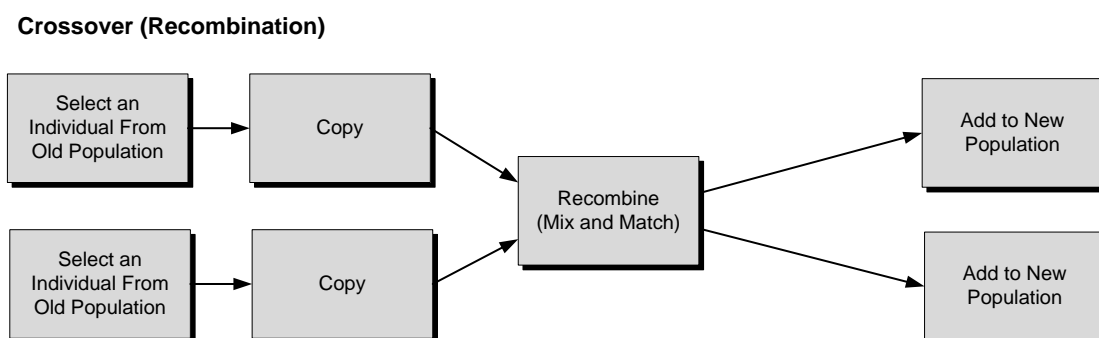 Crossover (Recombination)
Select an
Individual From
Old Population
Copy
Recombine
(Mix and Match)
Add to New
Population
Select an
Individual From
Old Population
Copy
Add to New
Population